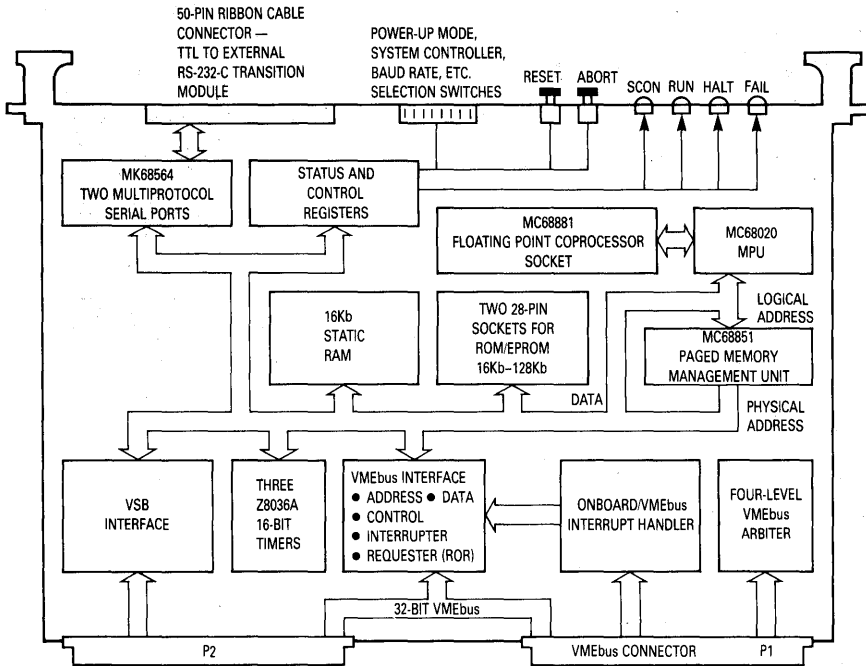 50-PIN RIBBON CABLE
CONNECTOR —
TTL TO EXTERNAL
RS-232-C TRANSITION
MODULE
POWER-UP MODE,
SYSTEM CONTROLLER,
BAUD RATE, ETC.
SELECTION SWITCHES
RESET
ABORT
SCON
RUN
HALT
FAIL
MK68564
TWO MULTIPROTOCOL
SERIAL PORTS
STATUS AND
CONTROL
REGISTERS
MC68881
FLOATING POINT COPROCESSOR
SOCKET
MC68020
MPU
16Kb
STATIC
RAM
TWO 28-PIN
SOCKETS FOR
ROM/EPROM
16Kb–128Kb
LOGICAL
ADDRESS
MC68851
PAGED MEMORY
MANAGEMENT UNIT
DATA
PHYSICAL
ADDRESS
VSB
INTERFACE
THREE
Z8036A
16-BIT
TIMERS
VMEbus INTERFACE
● ADDRESS ● DATA
● CONTROL
● INTERRUPTER
● REQUESTER (ROR)
ONBOARD/VMEbus
INTERRUPT HANDLER
FOUR-LEVEL
VMEbus
ARBITER
32-BIT VMEbus
P2
VMEbus CONNECTOR
P1